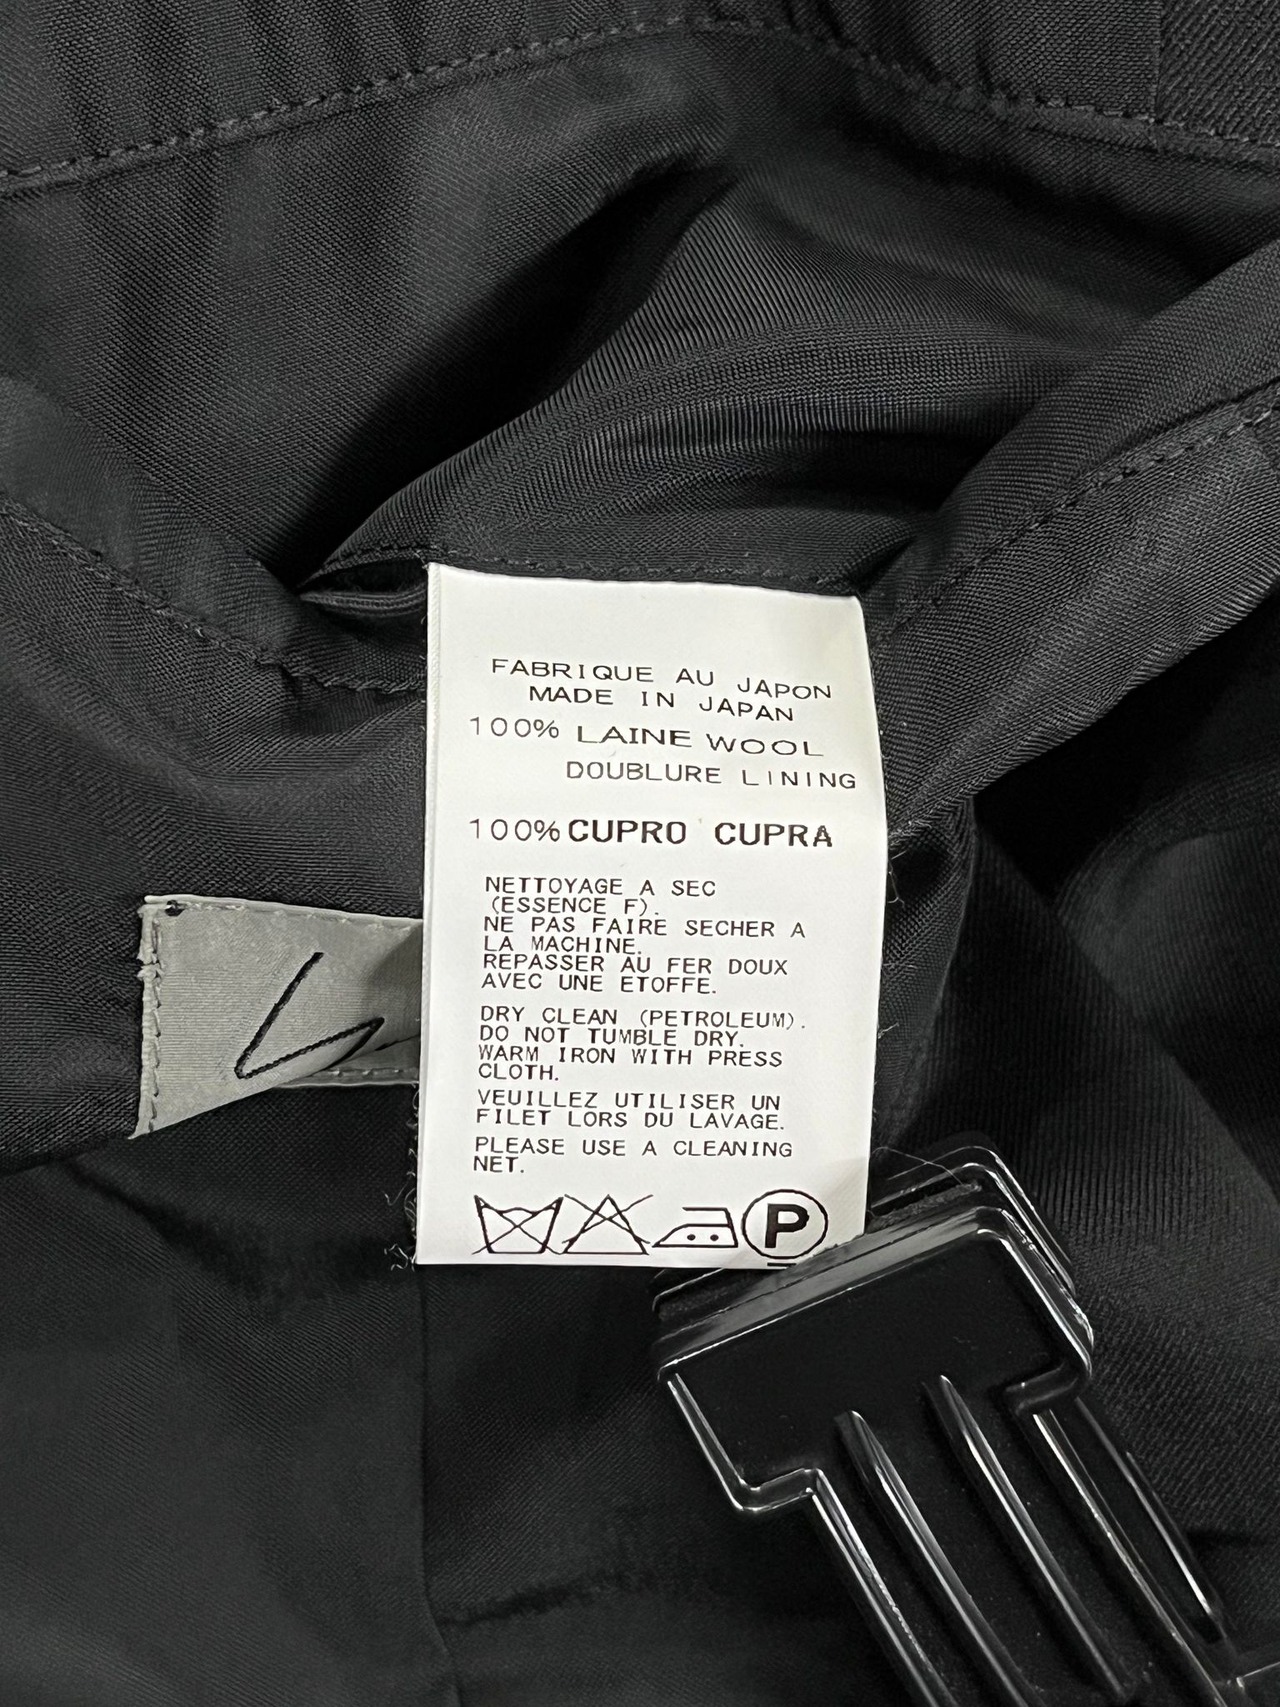 FABRIQUE AU JAPON
MADE IN JAPAN
100% LAINE WOOL
DOUBLURE LINING
100% CUPRO CUPRA
NETTOYAGE A SEC
(ESSENCE F).
NE PAS FAIRE SECHER A
LA MACHINE.
REPASSER AU FER DOUX
AVEC UNE ETOFFE.
DRY CLEAN (PETROLEUM).
DO NOT TUMBLE DRY.
WARM IRON WITH PRESS
CLOTH.
VEUILLEZ UTILISER UN
FILET LORS DU LAVAGE.
PLEASE USE A CLEANING
NET.
P